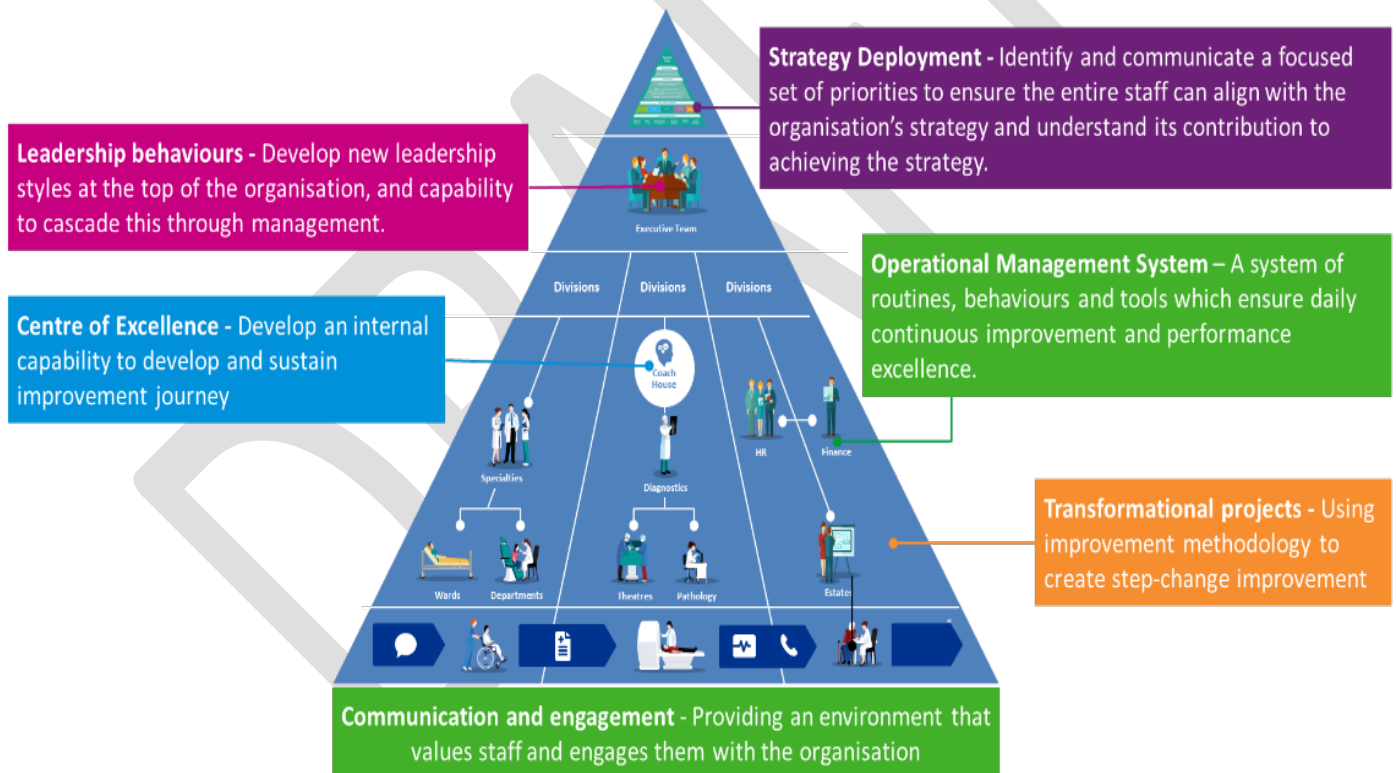 Strategy Deployment - Identify and communicate a focused
set of priorities to ensure the entire staff can align with the
organisation's strategy and understand its contribution to
achieving the strategy.
Leadership behaviours - Develop new leadership
styles at the top of the organisation, and capability
to cascade this through management.
Executive Team
Operational Management System – A system of
routines, behaviours and tools which ensure daily
continuous improvement and performance
excellence.
Divisions
Divisions
Divisions
Centre of Excellence - Develop an internal
capability to develop and sustain
improvement journey
Coach
House
HR
Finance
Specialties
Diagnostics
Transformational projects - Using
improvement methodology to
create step-change improvement
Wards
Departments
Theatres
Pathology
Estates
Communication and engagement - Providing an environment that
values staff and engages them with the organisation